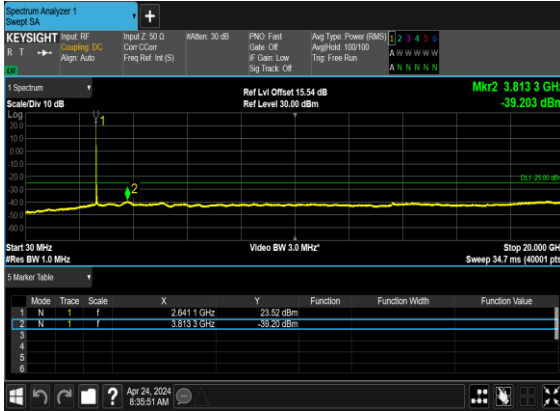 Spectrum Analyzer 1
Swept SA
+
KEYSIGHT
R T
Input: RF
Coupling: DC
Align: Auto
Input Z: 50 Ω
Corr CCorr
Freq Ref: Int (S)
#Atten: 30 dB
PNO: Fast
Gate: Off
IF Gain: Low
Sig Track: Off
Avg Type: Power (RMS)
Avg|Hold: 100/100
Trig: Free Run
1 2 3 4 5 6
A W W W W W
A N N N N N
1 Spectrum
Scale/Div 10 dB
Ref Lvl Offset 15.54 dB
Ref Level 30.00 dBm
Mkr2 3.813 3 GHz
-39.203 dBm
Log
20.0
10.0
0.00
-10.0
-20.0
-30.0
-40.0
-50.0
-60.0
1
2
DL1 -25.00 dBm
Start 30 MHz
#Res BW 1.0 MHz
Video BW 3.0 MHz*
Stop 20.000 GH
Sweep 34.7 ms (40001 pts
5 Marker Table
Mode Trace Scale X Y Function Function Width Function Value
1 N 1 f 2.641 1 GHz 23.52 dBm
2 N 1 f 3.813 3 GHz -39.20 dBm
3
4
5
6
?
Apr 24, 2024
8:35:51 AM